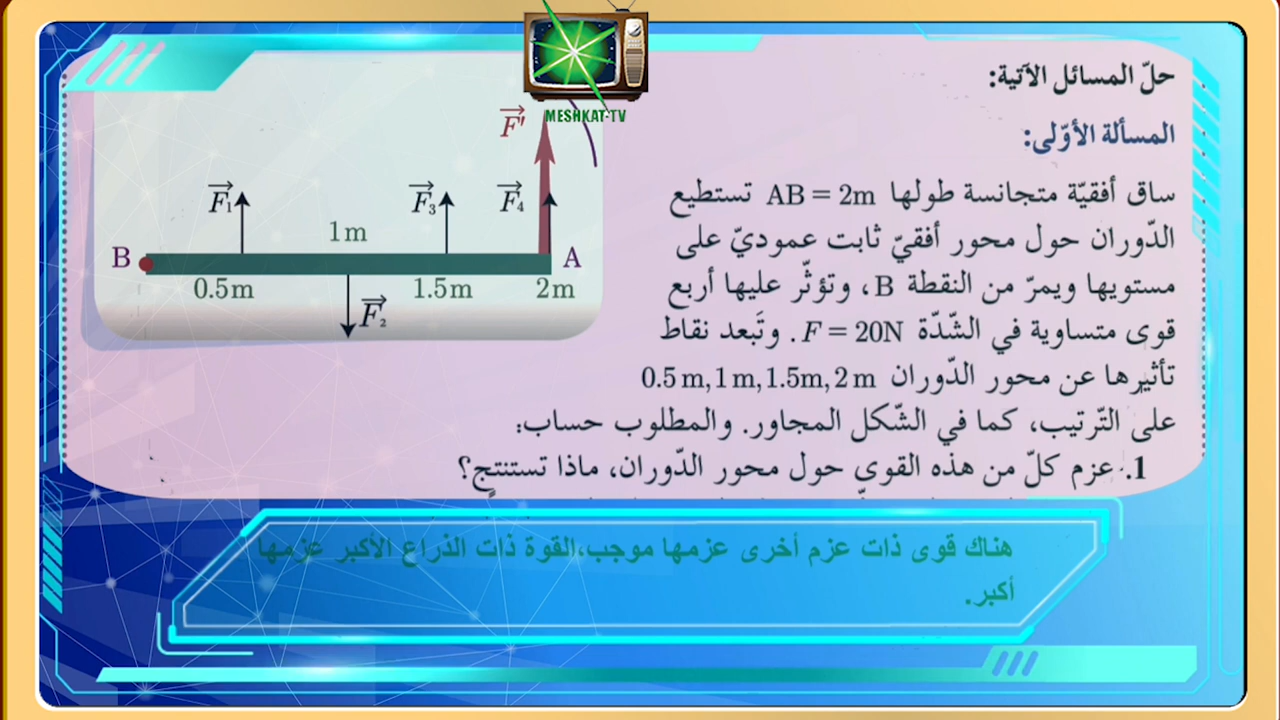 MESHKAT-TV
حلّ المسائل الآتية:
المسألة الأوّلى:
ساق أفقيّة متجانسة طولها AB = 2m تستطيع
الدّوران حول محور أفقيّ ثابت عموديّ على
مستويها ويمرّ من النقطة B، وتؤثّر عليها أربع
قوى متساوية في الشّدّة F = 20N. وتَبعد نقاط
تأثيرها عن محور الدّوران 0.5 m, 1 m, 1.5m, 2 m
على التّرتيب، كما في الشّكل المجاور. والمطلوب حساب:
1. عزم كلّ من هذه القوى حول محور الدّوران، ماذا تستنتج؟
F'
F₁ F₃ F₄
1m
B A
0.5m 1.5m 2m
F₂
هناك قوى ذات عزم أخرى عزمها موجب،القوة ذات الذراع الأكبر عزمها
أكبر.